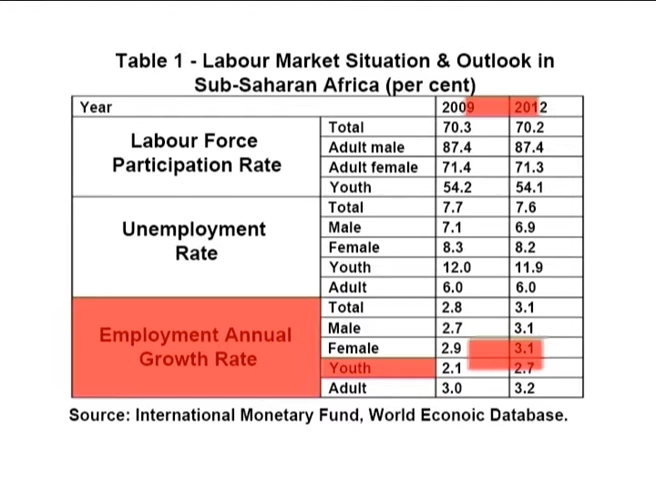 Table 1 - Labour Market Situation & Outlook in
Sub-Saharan Africa (per cent)
Year 2009 2012
Labour Force Participation Rate
Total 70.3 70.2
Adult male 87.4 87.4
Adult female 71.4 71.3
Youth 54.2 54.1
Unemployment Rate
Total 7.7 7.6
Male 7.1 6.9
Female 8.3 8.2
Youth 12.0 11.9
Adult 6.0 6.0
Employment Annual Growth Rate
Total 2.8 3.1
Male 2.7 3.1
Female 2.9 3.1
Youth 2.1 2.7
Adult 3.0 3.2
Source: International Monetary Fund, World Econoic Database.